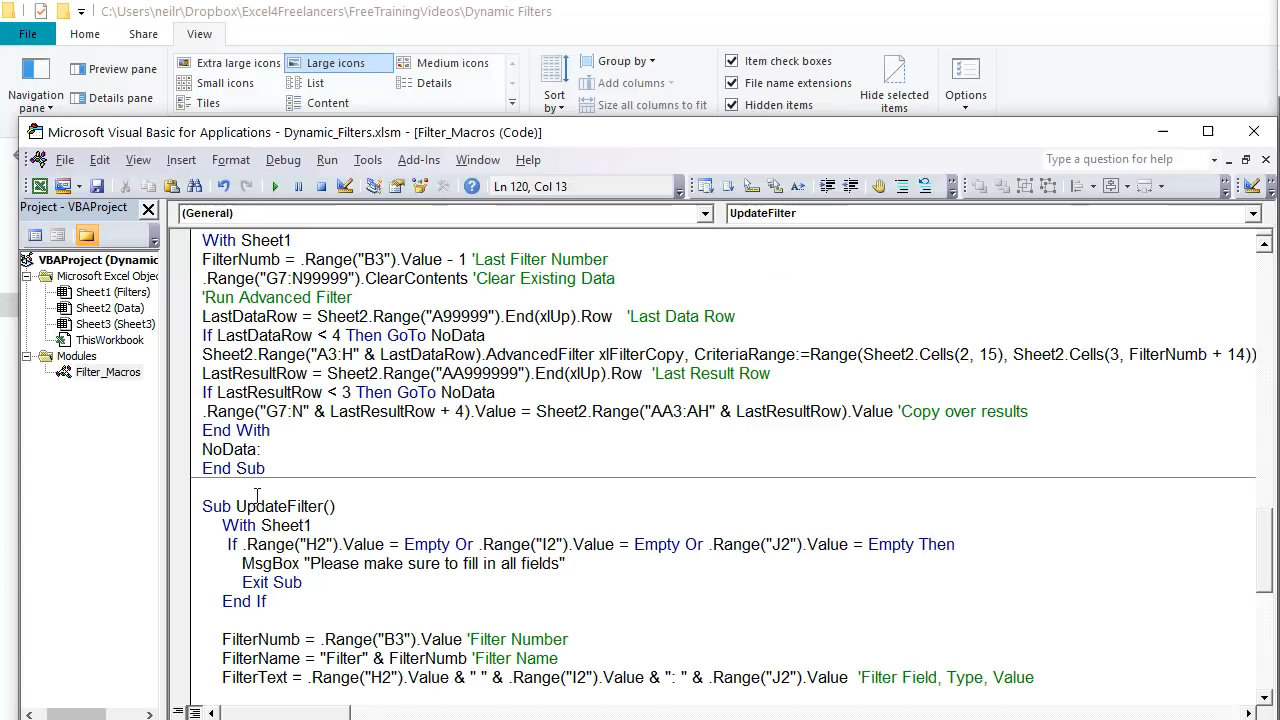 C:\Users\neilr\Dropbox\Excel4Freelancers\FreeTrainingVideos\Dynamic Filters
File Home Share View
Navigation pane
Preview pane
Details pane
Extra large icons Large icons Medium icons
Small icons List Details
Tiles Content
Sort by
Group by
Add columns
Size all columns to fit
Item check boxes
File name extensions
Hidden items
Hide selected items
Options
Microsoft Visual Basic for Applications - Dynamic_Filters.xlsm - [Filter_Macros (Code)]
File Edit View Insert Format Debug Run Tools Add-Ins Window Help
Type a question for help
Ln 120, Col 13
Project - VBAProject
VBAProject (Dynamic
Microsoft Excel Objec
Sheet1 (Filters)
Sheet2 (Data)
Sheet3 (Sheet3)
ThisWorkbook
Modules
Filter_Macros
(General) UpdateFilter
With Sheet1
FilterNumb = .Range("B3").Value - 1 'Last Filter Number
.Range("G7:N99999").ClearContents 'Clear Existing Data
'Run Advanced Filter
LastDataRow = Sheet2.Range("A99999").End(xlUp).Row 'Last Data Row
If LastDataRow < 4 Then GoTo NoData
Sheet2.Range("A3:H" & LastDataRow).AdvancedFilter xlFilterCopy, CriteriaRange:=Range(Sheet2.Cells(2, 15), Sheet2.Cells(3, FilterNumb + 14))
LastResultRow = Sheet2.Range("AA999999").End(xlUp).Row 'Last Result Row
If LastResultRow < 3 Then GoTo NoData
.Range("G7:N" & LastResultRow + 4).Value = Sheet2.Range("AA3:AH" & LastResultRow).Value 'Copy over results
End With
NoData:
End Sub
Sub UpdateFilter()
With Sheet1
If .Range("H2").Value = Empty Or .Range("I2").Value = Empty Or .Range("J2").Value = Empty Then
MsgBox "Please make sure to fill in all fields"
Exit Sub
End If
FilterNumb = .Range("B3").Value 'Filter Number
FilterName = "Filter" & FilterNumb 'Filter Name
FilterText = .Range("H2").Value & " " & .Range("I2").Value & ": " & .Range("J2").Value 'Filter Field, Type, Value